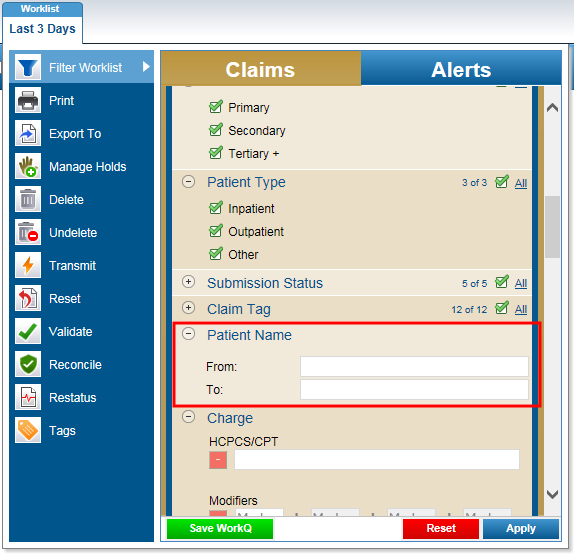 Worklist
Last 3 Days
Filter Worklist
Print
Export To
Manage Holds
Delete
Undelete
Transmit
Reset
Validate
Reconcile
Restatus
Tags
Claims
Alerts
Primary
Secondary
Tertiary +
Patient Type 3 of 3 All
Inpatient
Outpatient
Other
Submission Status 5 of 5 All
Claim Tag 12 of 12 All
Patient Name
From:
To:
Charge
HCPCS/CPT
-
Modifiers
Save WorkQ
Reset
Apply